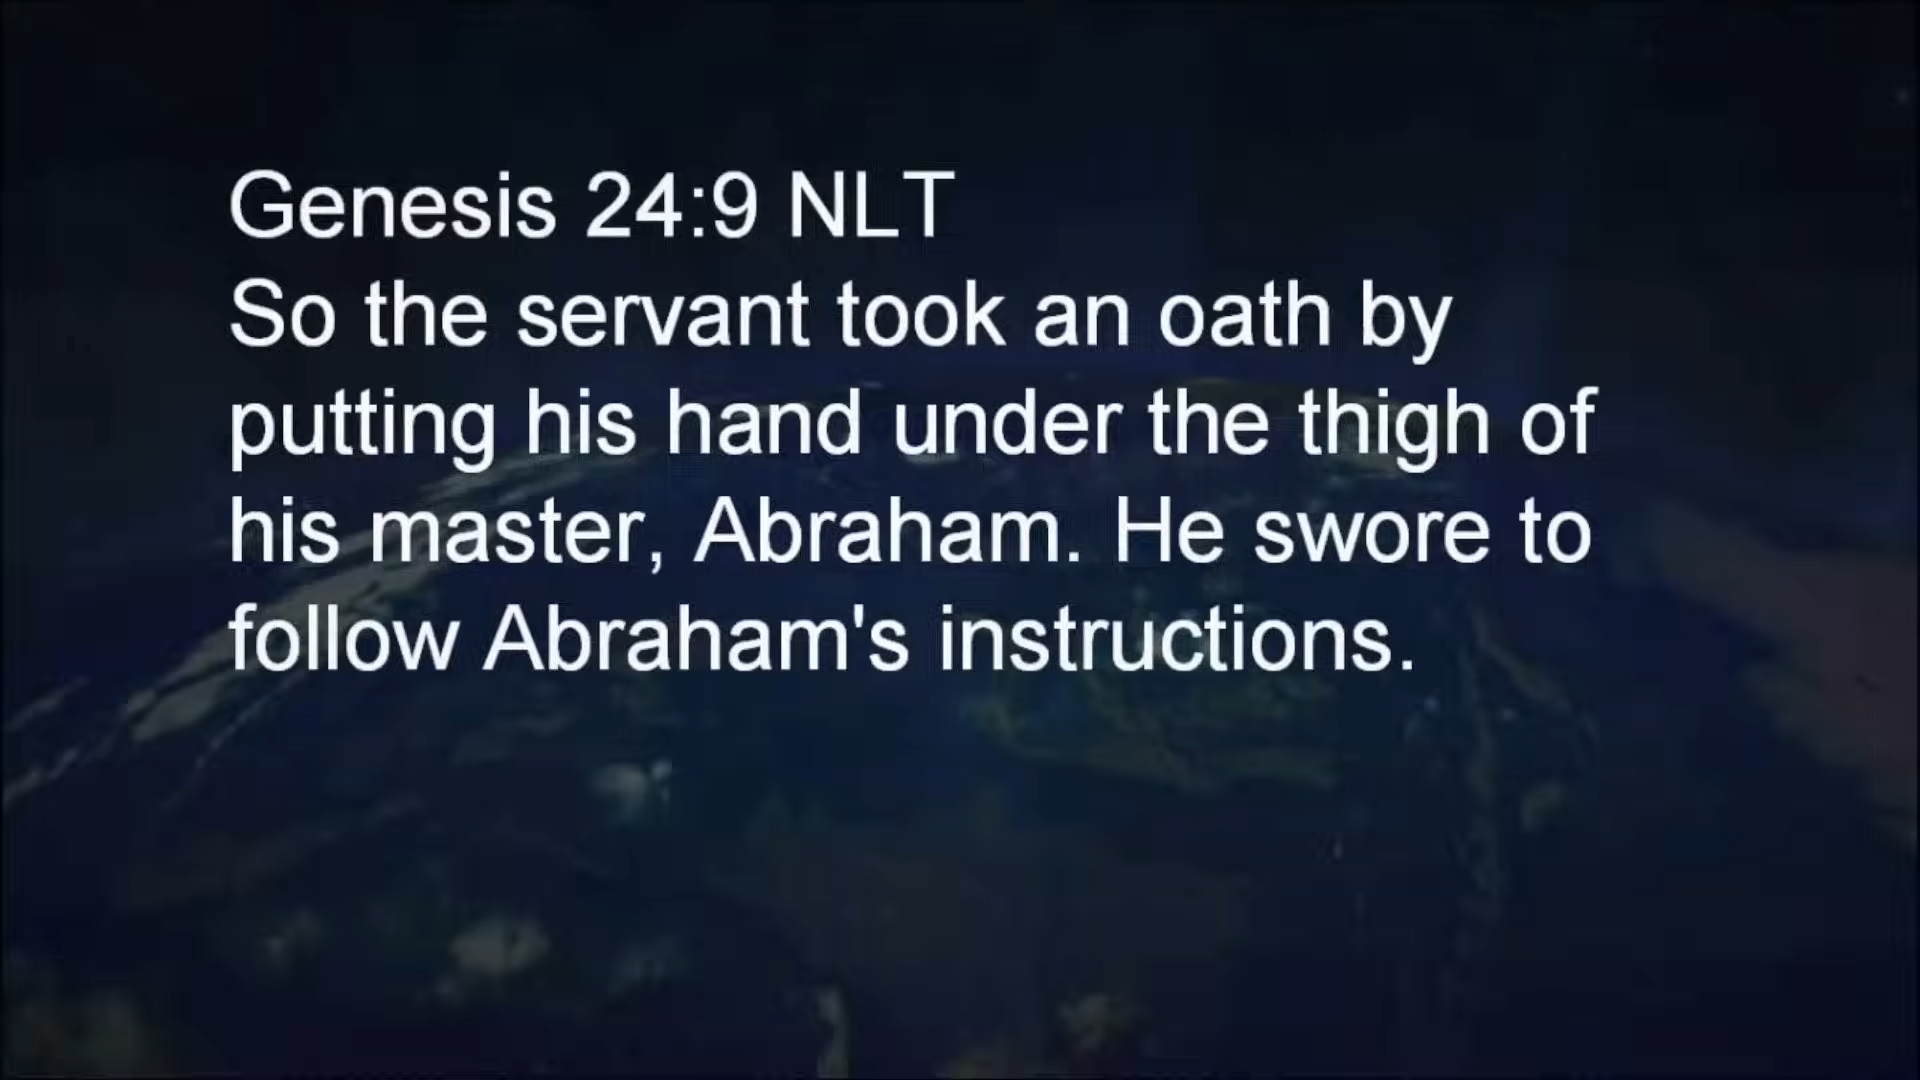 Genesis 24:9 NLT
So the servant took an oath by
putting his hand under the thigh of
his master, Abraham. He swore to
follow Abraham's instructions.